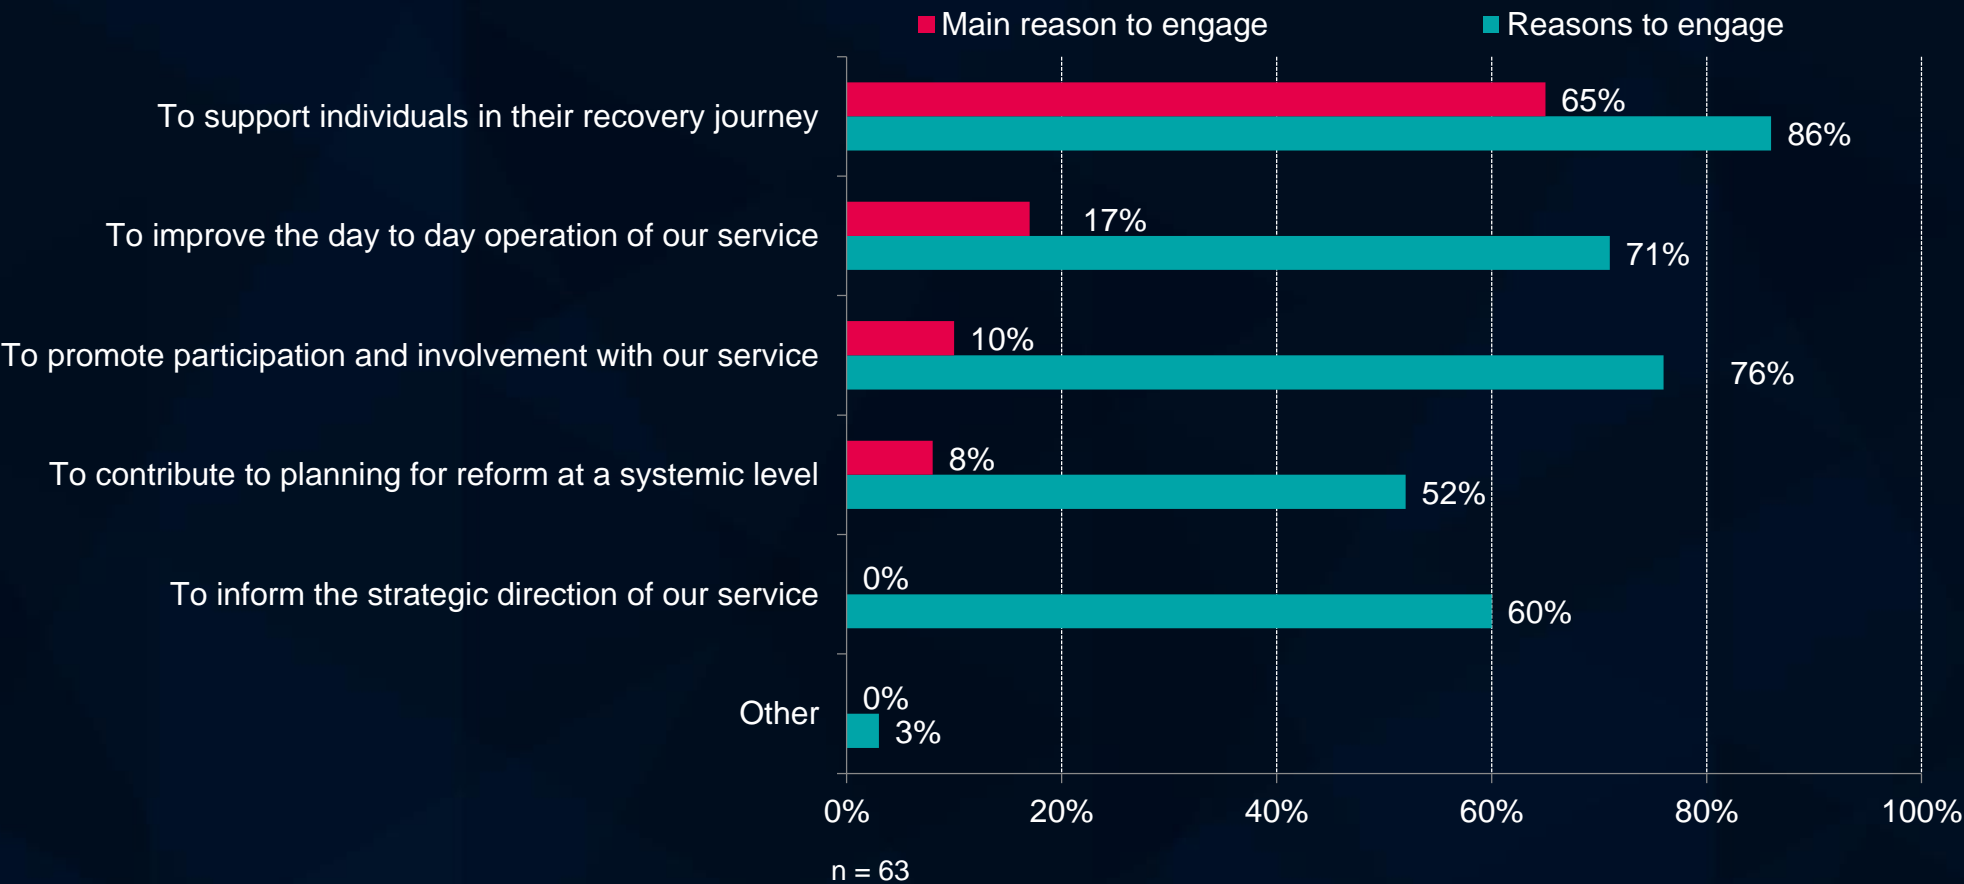 Main reason to engage
Reasons to engage
To support individuals in their recovery journey
65%
86%
To improve the day to day operation of our service
17%
71%
To promote participation and involvement with our service
10%
76%
To contribute to planning for reform at a systemic level
8%
52%
To inform the strategic direction of our service
0%
60%
Other
0%
3%
0% 20% 40% 60% 80% 100%
n = 63